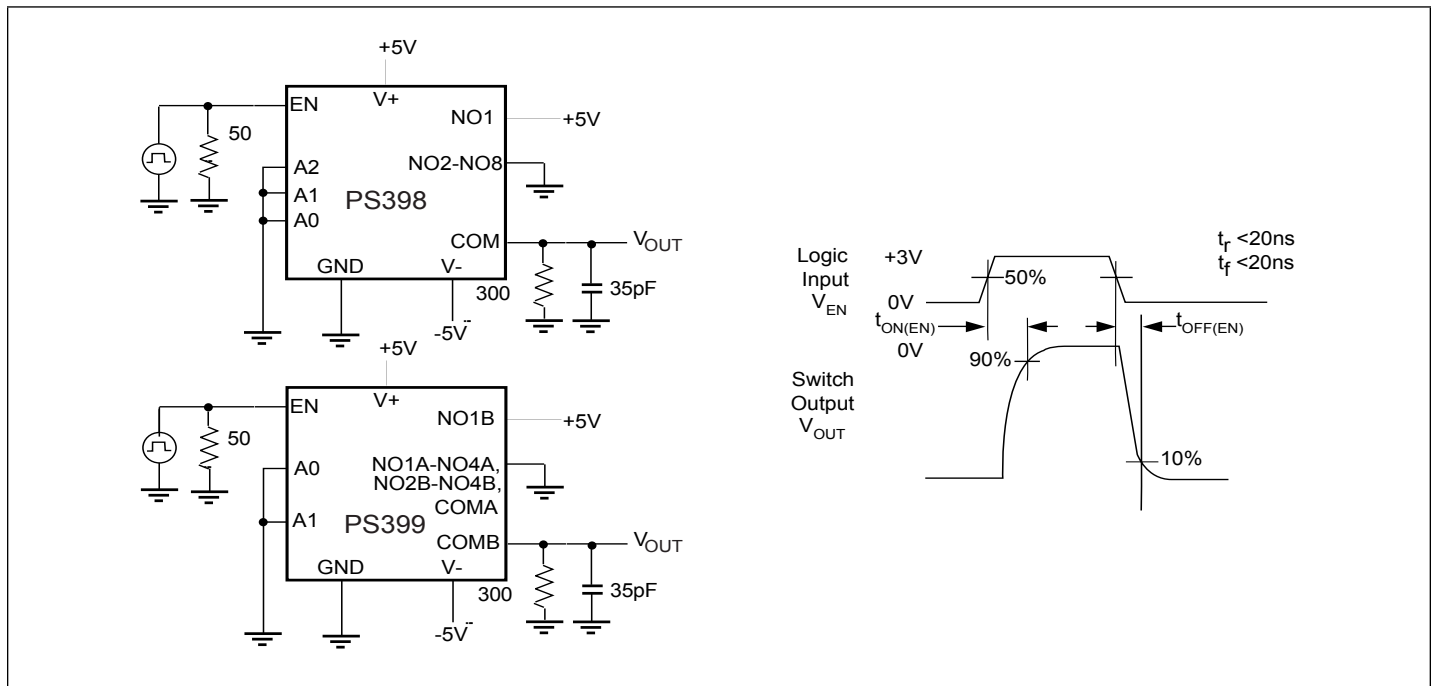 +5V
EN
V+
NO1
+5V
50
A2
NO2-NO8
A1
PS398
A0
COM
VOUT
GND
V-
300
35pF
-5V
+5V
EN
V+
NO1B
+5V
50
A0
NO1A-NO4A,
NO2B-NO4B,
COMA
A1
PS399
COMB
VOUT
GND
V-
300
35pF
-5V
Logic
Input
VEN
+3V
50%
0V
tr <20ns
tf <20ns
tON(EN)
tOFF(EN)
0V
90%
Switch
Output
VOUT
10%